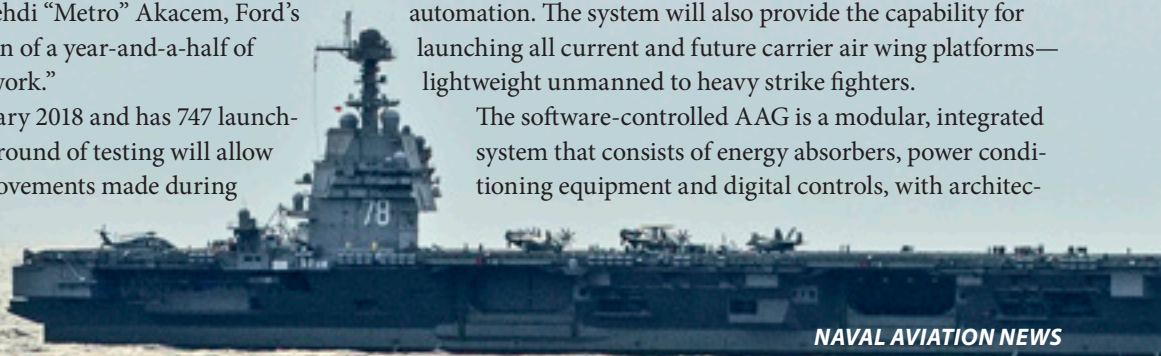 ehdi “Metro” Akacem, Ford’s
n of a year-and-a-half of
work.”
ary 2018 and has 747 launch-
round of testing will allow
ovements made during
automation. The system will also provide the capability for
launching all current and future carrier air wing platforms—
lightweight unmanned to heavy strike fighters.
The software-controlled AAG is a modular, integrated
system that consists of energy absorbers, power condi-
tioning equipment and digital controls, with architec-
78
NAVAL AVIATION NEWS